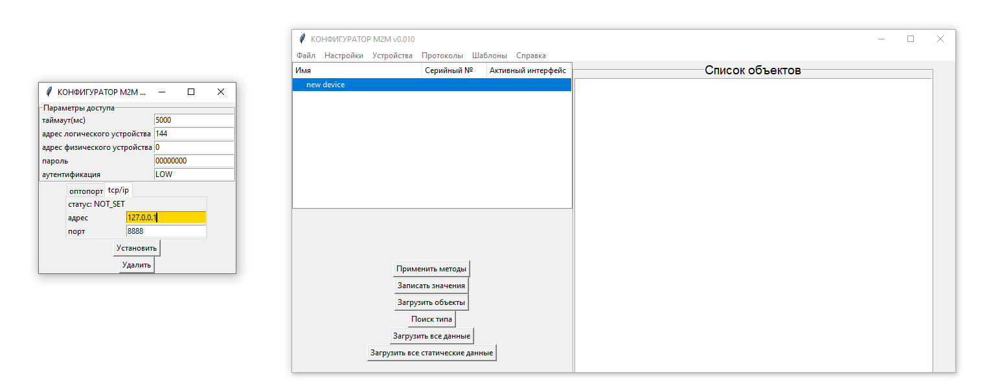 КОНФИГУРАТОР М2М ...
Параметры доступа
таймаут(мс) 5000
адрес логического устройства 144
адрес физического устройства 0
пароль 00000000
аутентификация LOW
оптопорт tcp/ip
статус: NOT_SET
адрес 127.0.0.1
порт 8888
Установить
Удалить
КОНФИГУРАТОР М2М v0.010
Файл Настройки Устройства Протоколы Шаблоны Справка
Имя Серийный № Активный интерфейс
new device
Список объектов
Применить методы
Записать значения
Загрузить объекты
Поиск типа
Загрузить все данные
Загрузить все статические данные